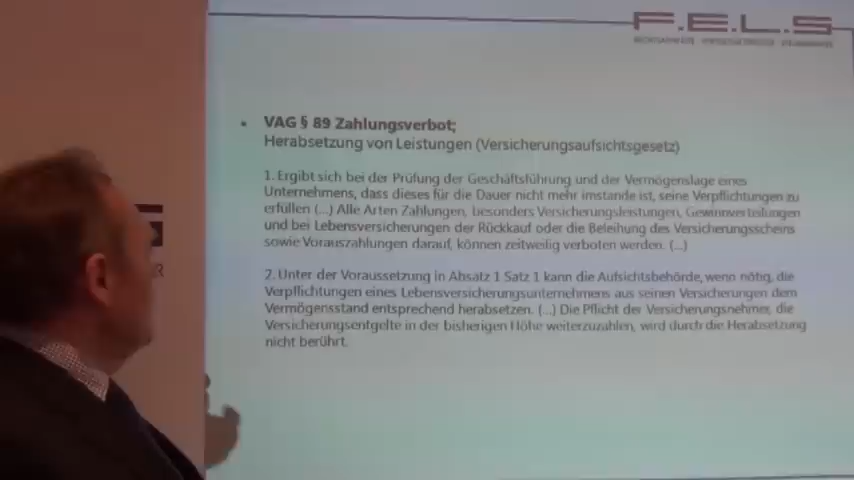 F.E.L.S
• VAG § 89 Zahlungsverbot;
Herabsetzung von Leistungen (Versicherungsaufsichtsgesetz)
1. Ergibt sich bei der Prüfung der Geschäftsführung und der Vermögenslage eines
Unternehmens, dass dieses für die Dauer nicht mehr imstande ist, seine Verpflichtungen zu
erfüllen (...) Alle Arten Zahlungen, besonders Versicherungsleistungen, Gewinnverteilungen
und bei Lebensversicherungen der Rückkauf oder die Beleihung des Versicherungsscheins
sowie Vorauszahlungen darauf, können zeitweilig verboten werden. (...)
2. Unter der Voraussetzung in Absatz 1 Satz 1 kann die Aufsichtsbehörde, wenn nötig, die
Verpflichtungen eines Lebensversicherungsunternehmens aus seinen Versicherungen dem
Vermögensstand entsprechend herabsetzen. (...) Die Pflicht der Versicherungsnehmer, die
Versicherungsentgelte in der bisherigen Höhe weiterzuzahlen, wird durch die Herabsetzung
nicht berührt.